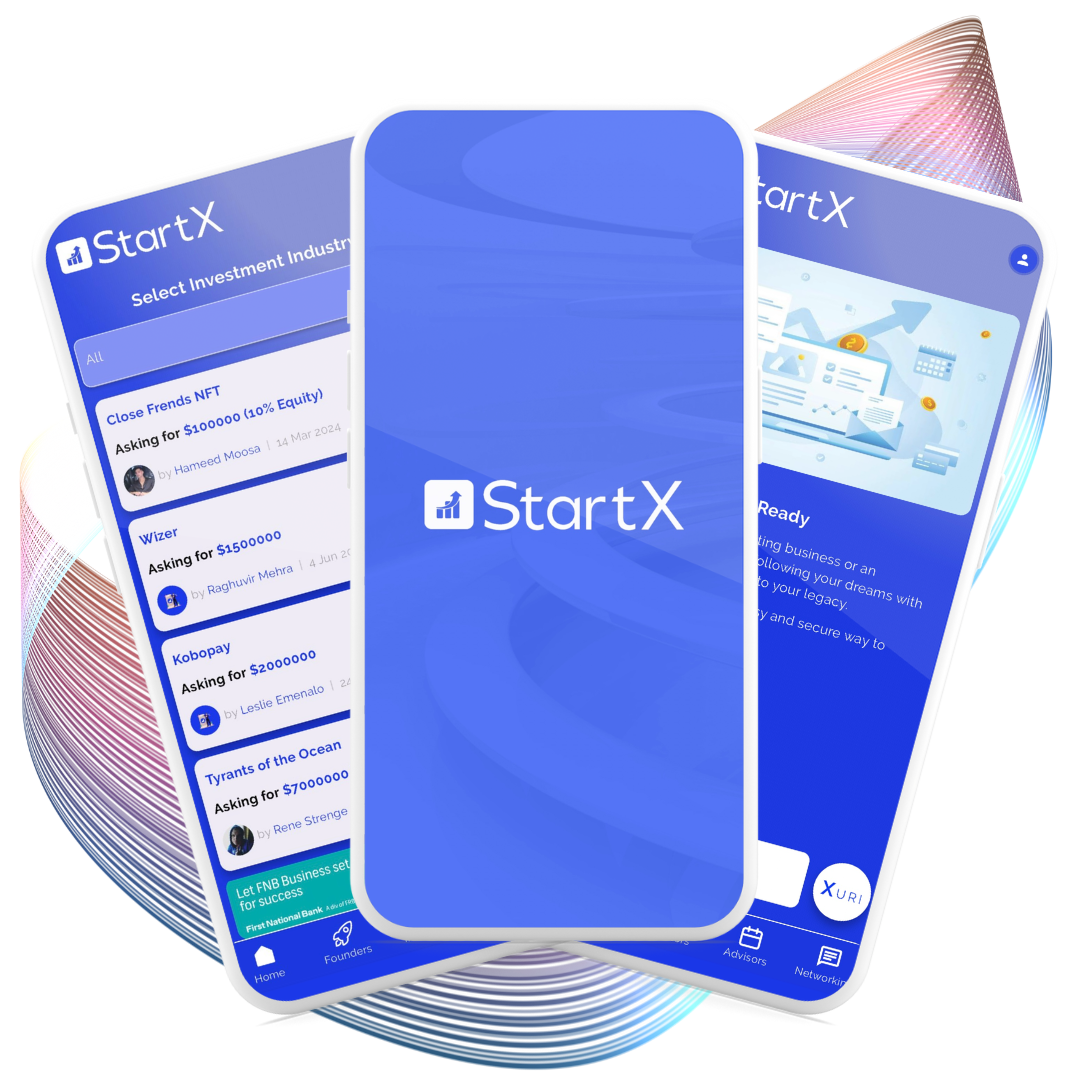 StartX
Select Investment Industry
All
Close Frends NFT
Asking for $100000 (10% Equity)
by Hameed Moosa | 14 Mar 2024
Wizer
Asking for $1500000
by Raghuvir Mehra | 4 Jun
Kobopay
Asking for $2000000
by Leslie Emenalo |
Tyrants of the Ocean
Asking for $7000000
by Rene Strenge
Let FNB Business set
for success
First National Bank
Home
Founders
StartX
tartX
Ready
ting business or an
ollowing your dreams with
to your legacy.
sy and secure way to
XURI
Advisors
Networkin